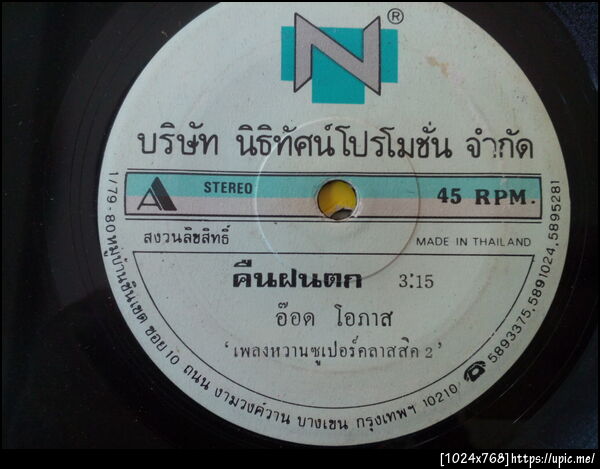 N ®
บริษัท นิธิทัศน์โปรโมชั่น จำกัด
A STEREO 45 RPM.
สงวนลิขสิทธิ์ MADE IN THAILAND
คืนฝนตก 3:15
อ๊อด โอภาส
'เพลงหวานซูเปอร์คลาสสิค 2'
1/79-80 หมู่บ้านชินเขต ซอย 10 ถนน งามวงศ์วาน บางเขน กรุงเทพฯ 10210 ☎ 5893375,5891024,5895281
[1024x768]https://upic.me/